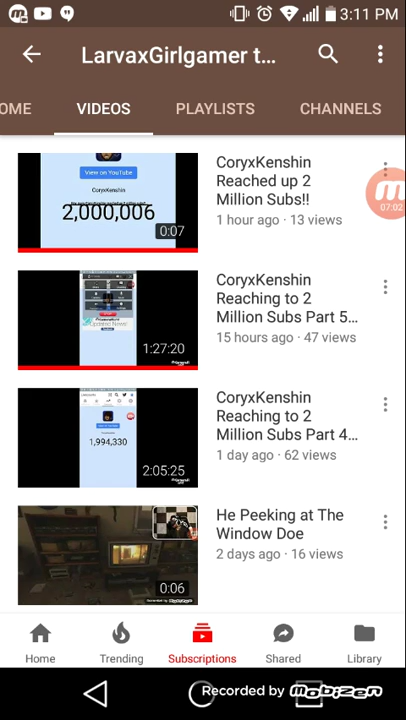 3:11 PM
LarvaxGirlgamer t...
OME VIDEOS PLAYLISTS CHANNELS
View on YouTube
CoryxKenshin
2,000,006
0:07
CoryxKenshin
Reached up 2
Million Subs!!
1 hour ago · 13 views
07:02
1:27:20
CoryxKenshin
Reaching to 2
Million Subs Part 5...
15 hours ago · 47 views
1,994,330
2:05:25
CoryxKenshin
Reaching to 2
Million Subs Part 4...
1 day ago · 62 views
0:06
He Peeking at The
Window Doe
2 days ago · 16 views
Home Trending Subscriptions Shared Library
Recorded by Mobizen